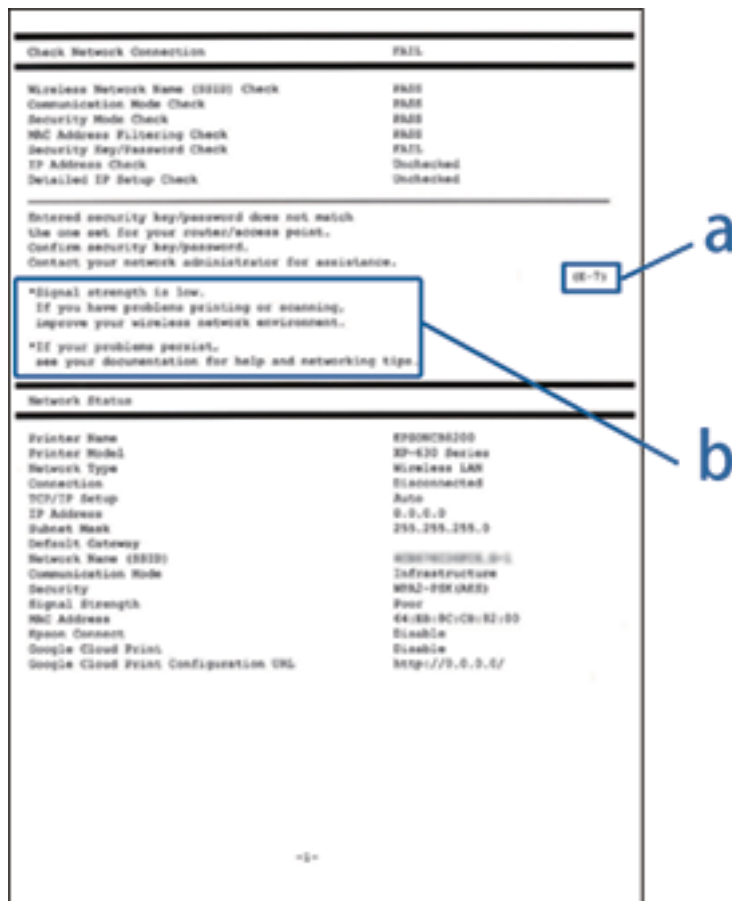 Check Network Connection FAIL
Wireless Network Name (SSID) Check PASS
Communication Mode Check PASS
Security Mode Check PASS
MAC Address Filtering Check PASS
Security Key/Password Check FAIL
IP Address Check Unchecked
Detailed IP Setup Check Unchecked
Entered security key/password does not match
the one set for your router/access point.
Confirm security key/password.
Contact your network administrator for assistance.
(E-7)
a
*Signal strength is low.
If you have problems printing or scanning,
improve your wireless network environment.
*If your problems persist,
see your documentation for help and networking tips.
b
Network Status
Printer Name
Printer Model XP-630 Series
Network Type Wireless LAN
Connection Disconnected
TCP/IP Setup Auto
IP Address 0.0.0.0
Subnet Mask 255.255.255.0
Default Gateway
Network Name (SSID)
Communication Mode Infrastructure
Security WPA2-PSK(AES)
Signal Strength Poor
MAC Address
Epson Connect Disable
Google Cloud Print Disable
Google Cloud Print Configuration URL http://0.0.0.0/
-1-